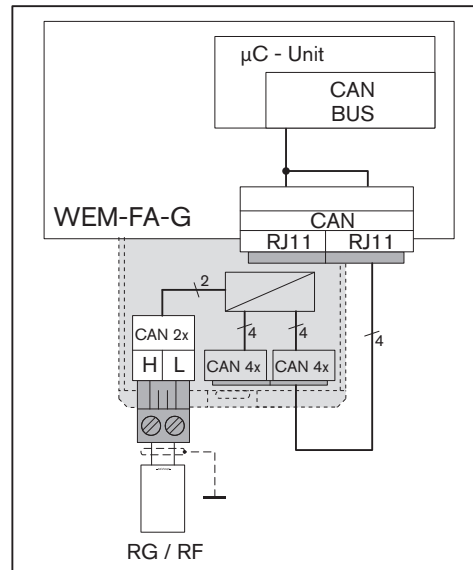 µC - Unit
CAN
BUS
WEM-FA-G
CAN
RJ11 RJ11
2
CAN 2x
4 4 4
H L
CAN 4x CAN 4x
RG / RF